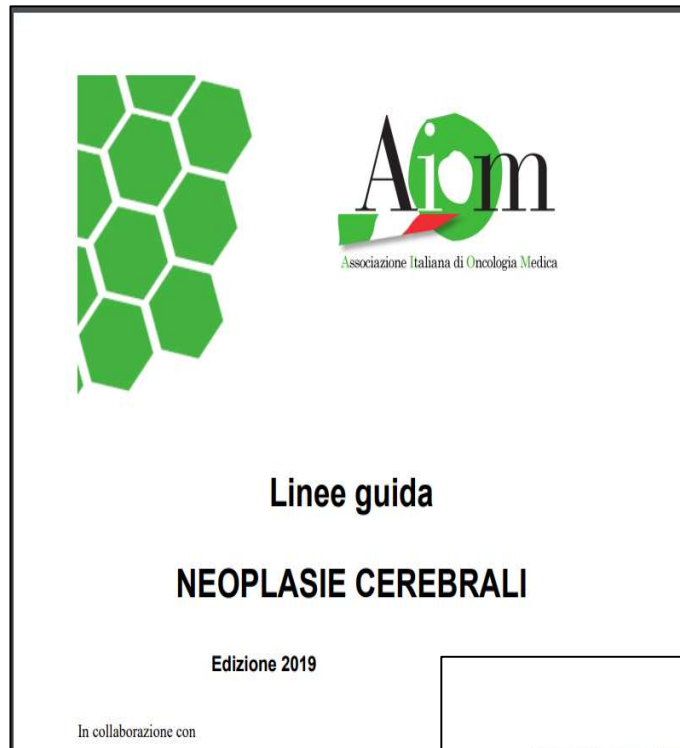 Aiom
Associazione Italiana di Oncologia Medica
Linee guida
NEOPLASIE CEREBRALI
Edizione 2019
In collaborazione con